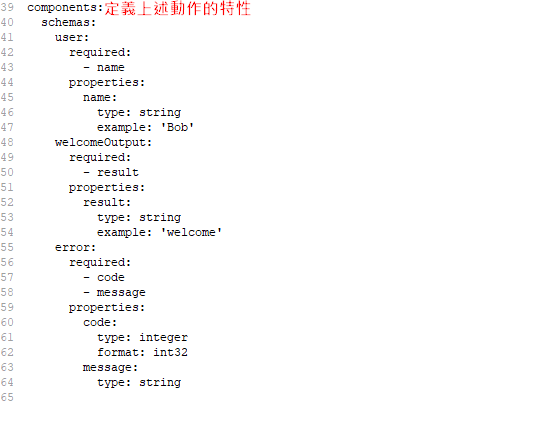 39 components:定義上述動作的特性
40   schemas:
41     user:
42       required:
43         - name
44       properties:
45         name:
46           type: string
47           example: 'Bob'
48     welcomeOutput:
49       required:
50         - result
51       properties:
52         result:
53           type: string
54           example: 'welcome'
55     error:
56       required:
57         - code
58         - message
59       properties:
60         code:
61           type: integer
62           format: int32
63         message:
64           type: string
65